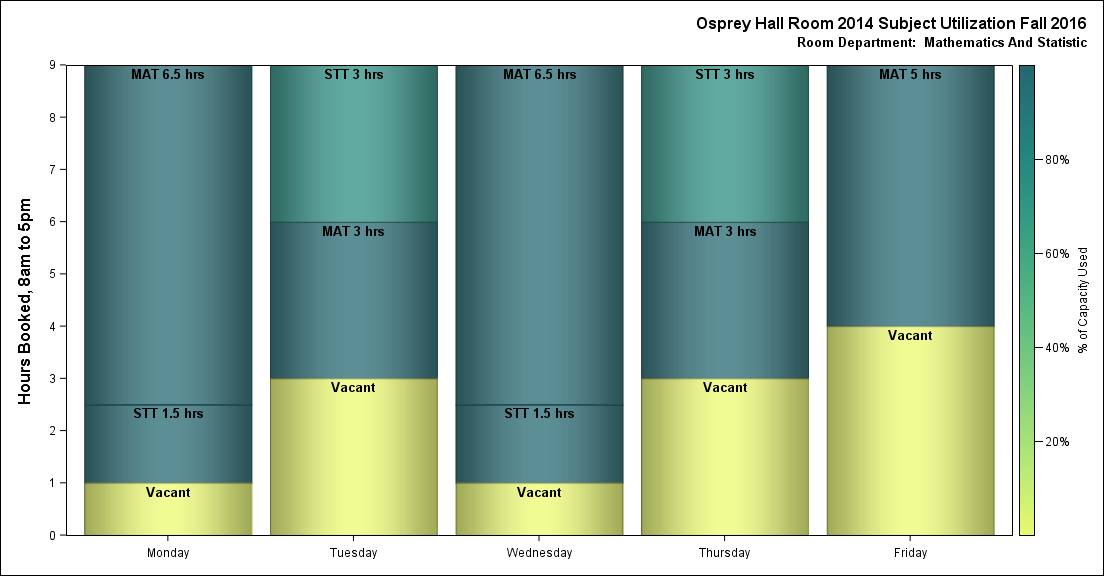 Osprey Hall Room 2014 Subject Utilization Fall 2016
Room Department: Mathematics And Statistic
Hours Booked, 8am to 5pm
9
8
7
6
5
4
3
2
1
0
MAT 6.5 hrs
STT 1.5 hrs
Vacant
STT 3 hrs
MAT 3 hrs
Vacant
MAT 6.5 hrs
STT 1.5 hrs
Vacant
STT 3 hrs
MAT 3 hrs
Vacant
MAT 5 hrs
Vacant
Monday
Tuesday
Wednesday
Thursday
Friday
80%
60%
40%
20%
% of Capacity Used